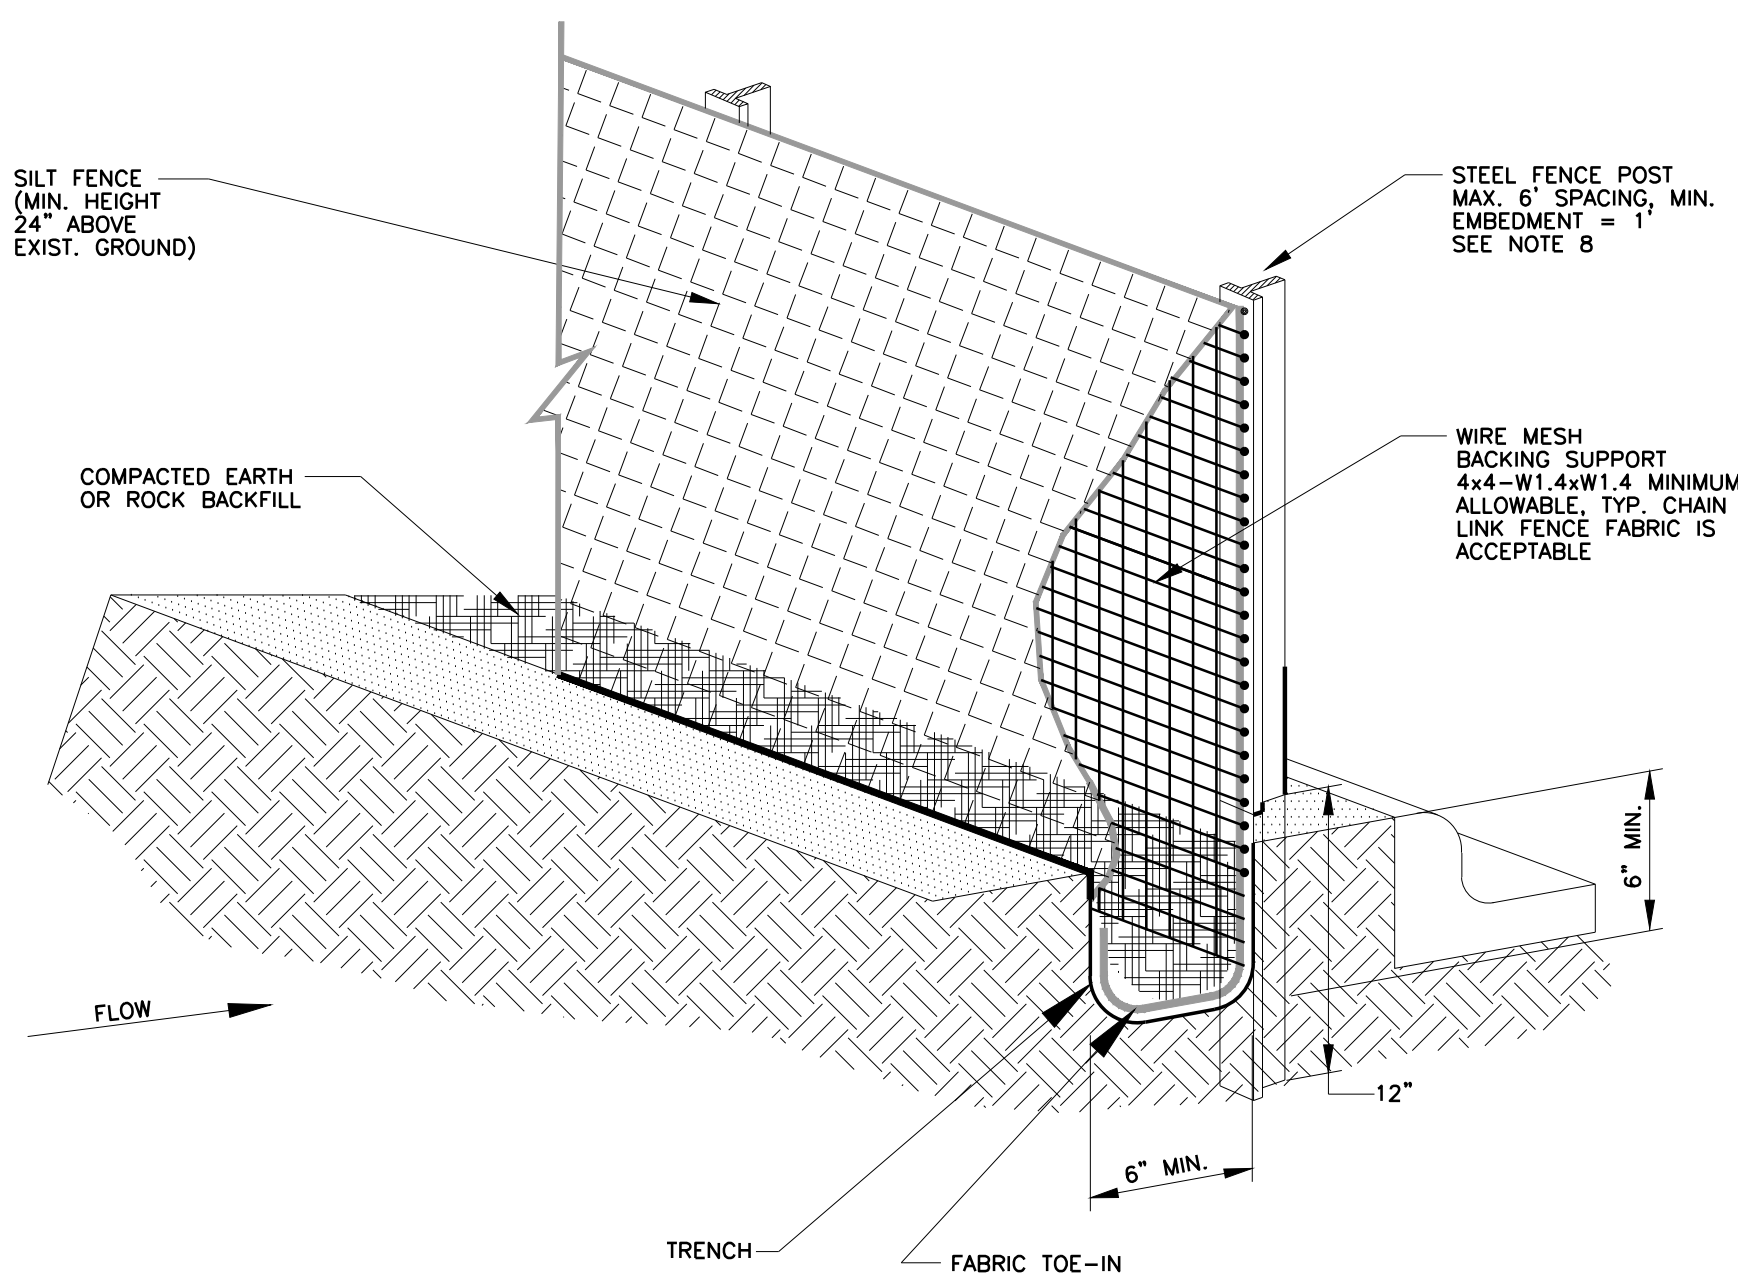 SILT FENCE
(MIN. HEIGHT
24" ABOVE
EXIST. GROUND)
STEEL FENCE POST
MAX. 6' SPACING, MIN.
EMBEDMENT = 1'
SEE NOTE 8
COMPACTED EARTH
OR ROCK BACKFILL
WIRE MESH
BACKING SUPPORT
4x4-W1.4xW1.4 MINIMUM
ALLOWABLE, TYP. CHAIN
LINK FENCE FABRIC IS
ACCEPTABLE
6" MIN.
FLOW
12"
6" MIN.
TRENCH
FABRIC TOE-IN